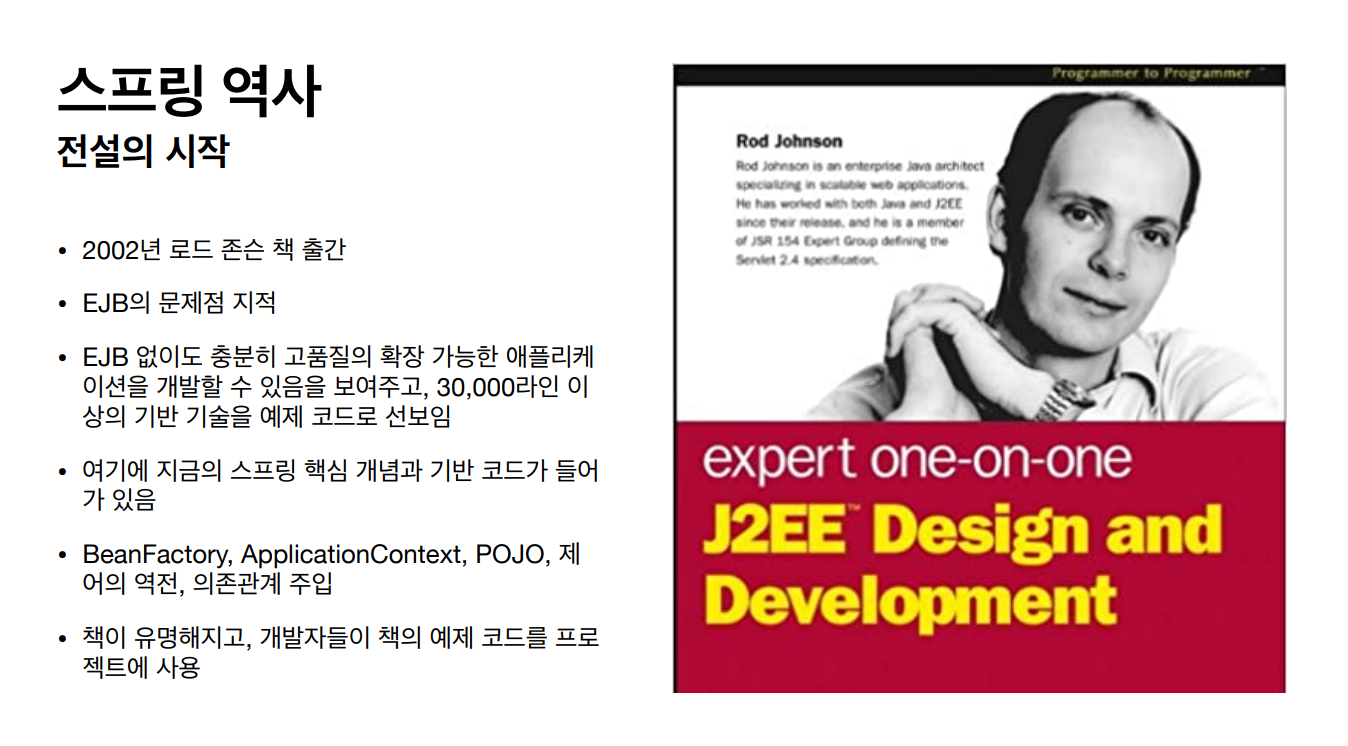 스프링 역사
전설의 시작
• 2002년 로드 존슨 책 출간
• EJB의 문제점 지적
• EJB 없이도 충분히 고품질의 확장 가능한 애플리케
이션을 개발할 수 있음을 보여주고, 30,000라인 이
상의 기반 기술을 예제 코드로 선보임
• 여기에 지금의 스프링 핵심 개념과 기반 코드가 들어
가 있음
• BeanFactory, ApplicationContext, POJO, 제
어의 역전, 의존관계 주입
• 책이 유명해지고, 개발자들이 책의 예제 코드를 프로
젝트에 사용
Programmer to Programmer™
Rod Johnson
Rod Johnson is an enterprise Java architect
specializing in scalable web applications.
He has worked with both Java and J2EE
since their release, and he is a member
of JSR 154 Expert Group defining the
Servlet 2.4 specification.
expert one-on-one
J2EE™ Design and
Development